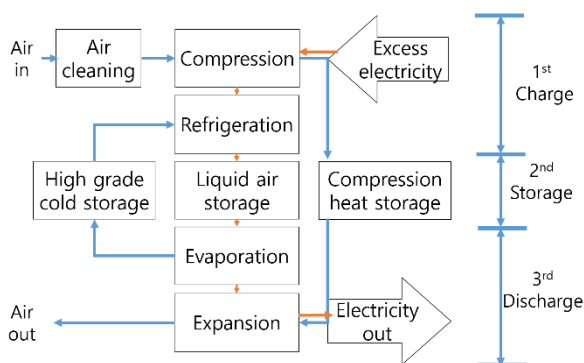 Air
in
Air
cleaning
Compression
Excess
electricity
1st
Charge
Refrigeration
High grade
cold storage
Liquid air
storage
Compression
heat storage
2nd
Storage
Evaporation
Air
out
Expansion
Electricity
out
3rd
Discharge